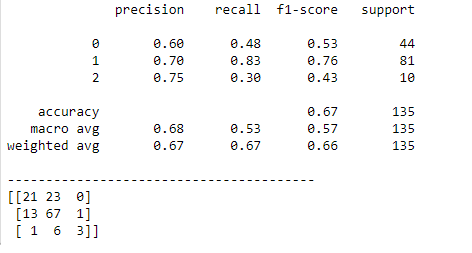 precision recall f1-score support
0 0.60 0.48 0.53 44
1 0.70 0.83 0.76 81
2 0.75 0.30 0.43 10
accuracy 0.67 135
macro avg 0.68 0.53 0.57 135
weighted avg 0.67 0.67 0.66 135
----------------------------------------
[[21 23 0]
[13 67 1]
[ 1 6 3]]